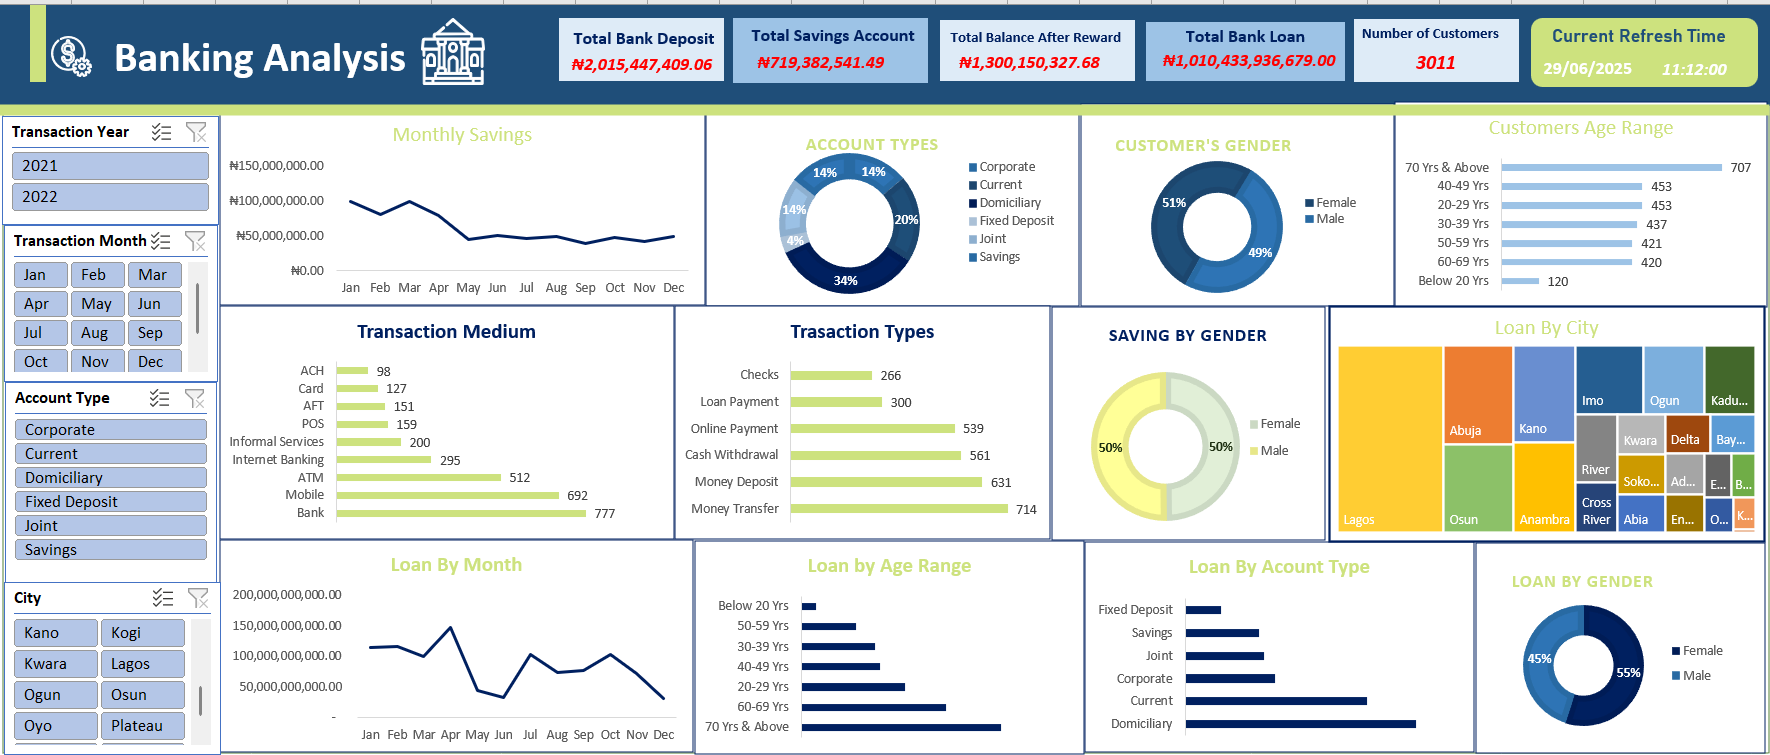 Banking Analysis
Total Bank Deposit
₦2,015,447,409.06
Total Savings Account
₦719,382,541.49
Total Balance After Reward
₦1,300,150,327.68
Total Bank Loan
₦1,010,433,936,679.00
Number of Customers
3011
Current Refresh Time
29/06/2025 11:12:00
Transaction Year
2021
2022
Transaction Month
Jan Feb Mar
Apr May Jun
Jul Aug Sep
Oct Nov Dec
Account Type
Corporate
Current
Domiciliary
Fixed Deposit
Joint
Savings
City
Kano Kogi
Kwara Lagos
Ogun Osun
Oyo Plateau
Monthly Savings
₦150,000,000.00
₦100,000,000.00
₦50,000,000.00
₦0.00
Jan Feb Mar Apr May Jun Jul Aug Sep Oct Nov Dec
ACCOUNT TYPES
14% 14%
14% 20%
4%
34%
Corporate
Current
Domiciliary
Fixed Deposit
Joint
Savings
CUSTOMER'S GENDER
51%
49%
Female
Male
Customers Age Range
70 Yrs & Above 707
40-49 Yrs 453
20-29 Yrs 453
30-39 Yrs 437
50-59 Yrs 421
60-69 Yrs 420
Below 20 Yrs 120
Transaction Medium
ACH 98
Card 127
AFT 151
POS 159
Informal Services 200
Internet Banking 295
ATM 512
Mobile 692
Bank 777
Trasaction Types
Checks 266
Loan Payment 300
Online Payment 539
Cash Withdrawal 561
Money Deposit 631
Money Transfer 714
SAVING BY GENDER
50% 50%
Female
Male
Loan By City
Lagos
Abuja
Osun
Kano
Anambra
Imo
Ogun
Kadu...
River
Cross
River
Kwara
Delta
Bay...
Soko...
Ad...
E...
B...
Abia
En...
O...
K...
Loan By Month
200,000,000,000.00
150,000,000,000.00
100,000,000,000.00
50,000,000,000.00
-
Jan Feb Mar Apr May Jun Jul Aug Sep Oct Nov Dec
Loan by Age Range
Below 20 Yrs
50-59 Yrs
30-39 Yrs
40-49 Yrs
20-29 Yrs
60-69 Yrs
70 Yrs & Above
Loan By Acount Type
Fixed Deposit
Savings
Joint
Corporate
Current
Domiciliary
LOAN BY GENDER
45%
55%
Female
Male